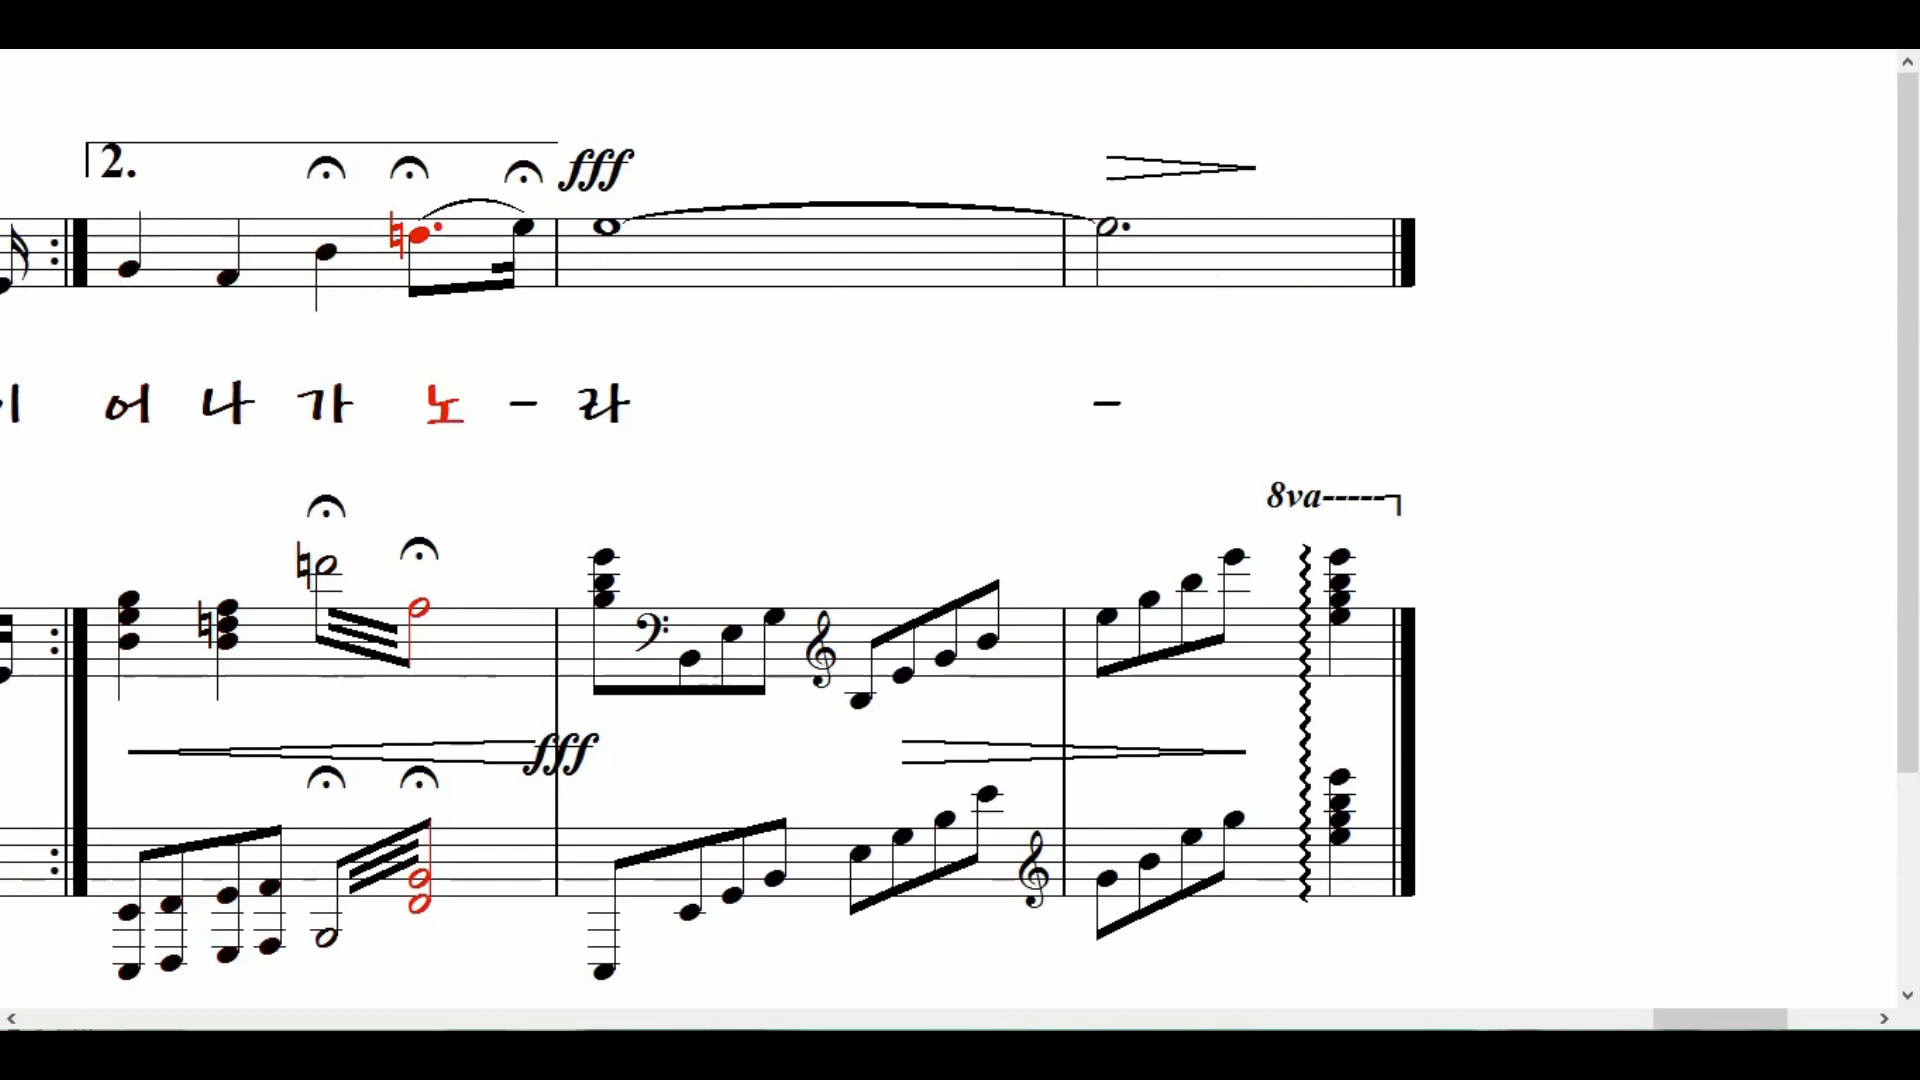 2.
fff
어 나 가 노 - 라 -
8va-----
fff